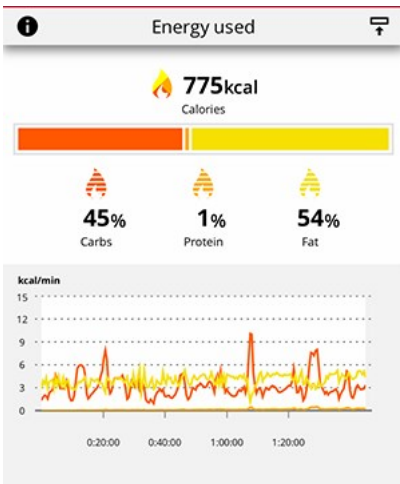 Energy used
775kcal
Calories
45% 1% 54%
Carbs Protein Fat
kcal/min
15
12
9
6
3
0
0:20:00 0:40:00 1:00:00 1:20:00